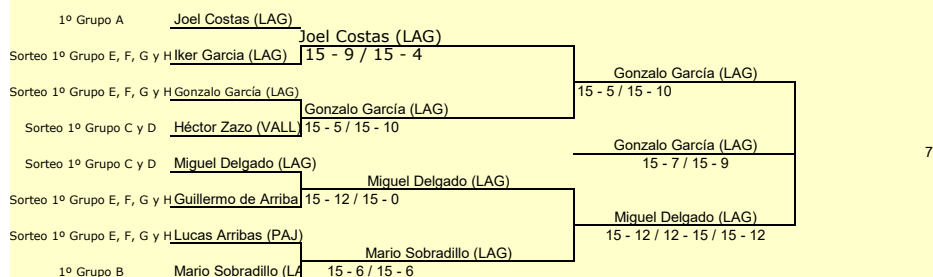 1º Grupo A Joel Costas (LAG)
Joel Costas (LAG)
Sorteo 1º Grupo E, F, G y H Iker Garcia (LAG) 15 - 9 / 15 - 4
Gonzalo García (LAG)
Sorteo 1º Grupo E, F, G y H Gonzalo García (LAG) 15 - 5 / 15 - 10
Gonzalo García (LAG)
Sorteo 1º Grupo C y D Héctor Zazo (VALL) 15 - 5 / 15 - 10
Gonzalo García (LAG)
Sorteo 1º Grupo C y D Miguel Delgado (LAG) 15 - 7 / 15 - 9 7
Miguel Delgado (LAG)
Sorteo 1º Grupo E, F, G y H Guillermo de Arriba 15 - 12 / 15 - 0
Miguel Delgado (LAG)
Sorteo 1º Grupo E, F, G y H Lucas Arribas (PAJ) 15 - 12 / 12 - 15 / 15 - 12
Mario Sobradillo (LAG)
1º Grupo B Mario Sobradillo (LA 15 - 6 / 15 - 6